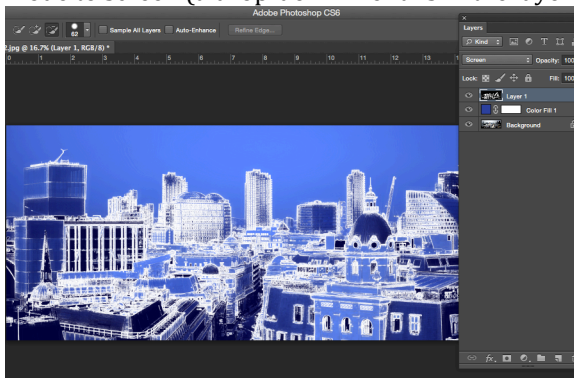 Adobe Photoshop CS6
62
Sample All Layers
Auto-Enhance
Refine Edge...
2.jpg @ 16.7% (Layer 1, RGB/8) *
0 1 2 3 4 5 6 7 8 9 10 11 12 13
Layers
Kind
Screen
Opacity: 100
Lock:
Fill: 100
Layer 1
Color Fill 1
Background
fx.